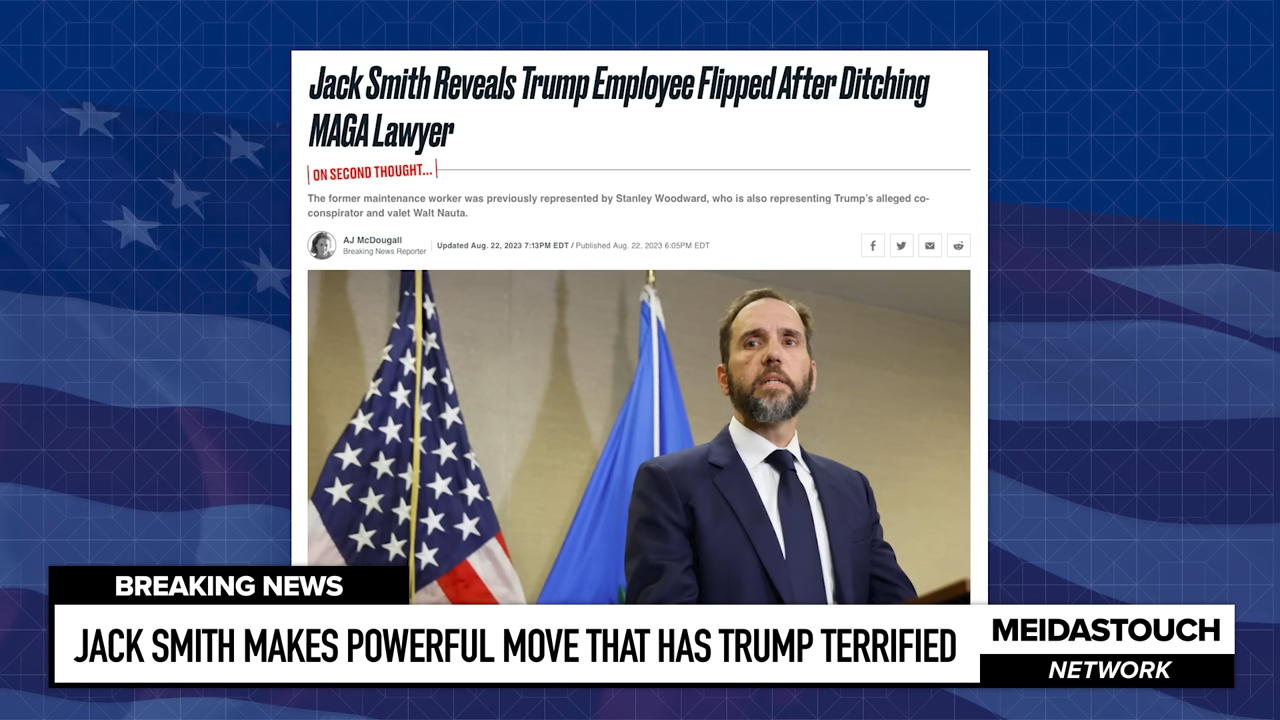 Jack Smith Reveals Trump Employee Flipped After Ditching
MAGA Lawyer
ON SECOND THOUGHT...
The former maintenance worker was previously represented by Stanley Woodward, who is also representing Trump's alleged co-
conspirator and valet Walt Nauta.
AJ McDougall
Breaking News Reporter
Updated Aug. 22, 2023 7:13PM EDT / Published Aug. 22, 2023 6:05PM EDT
BREAKING NEWS
JACK SMITH MAKES POWERFUL MOVE THAT HAS TRUMP TERRIFIED
MEIDASTOUCH
NETWORK